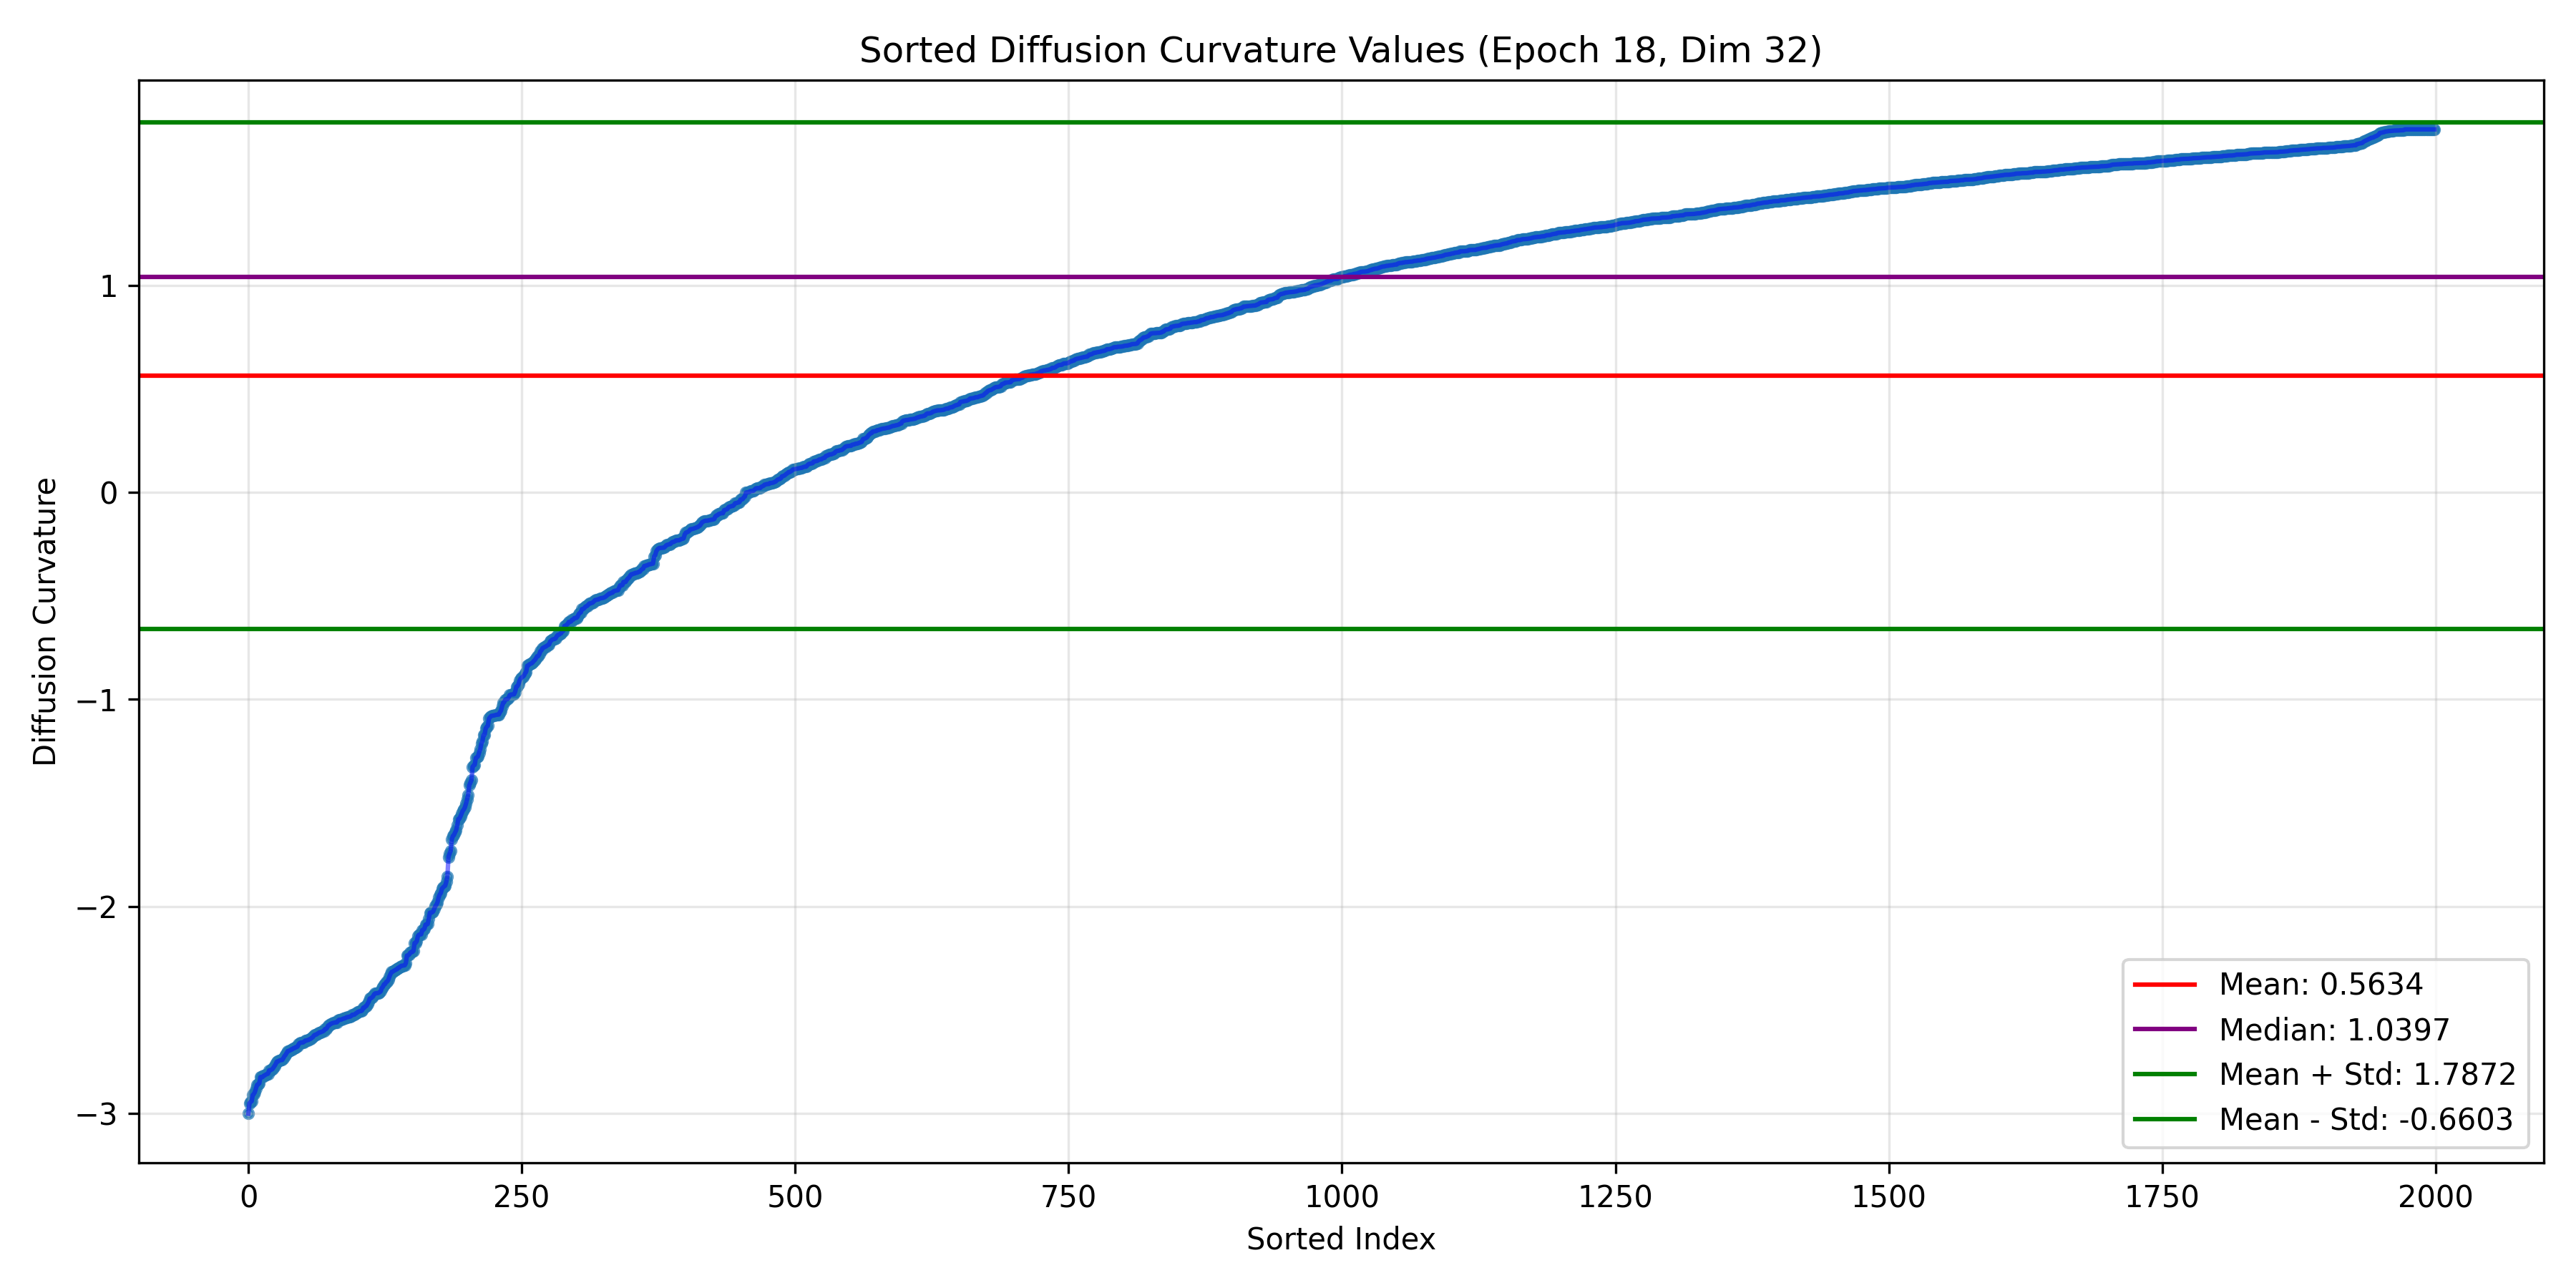 Sorted Diffusion Curvature Values (Epoch 18, Dim 32)
Diffusion Curvature
1
0
−1
−2
−3
0 250 500 750 1000 1250 1500 1750 2000
Sorted Index
Mean: 0.5634
Median: 1.0397
Mean + Std: 1.7872
Mean - Std: -0.6603